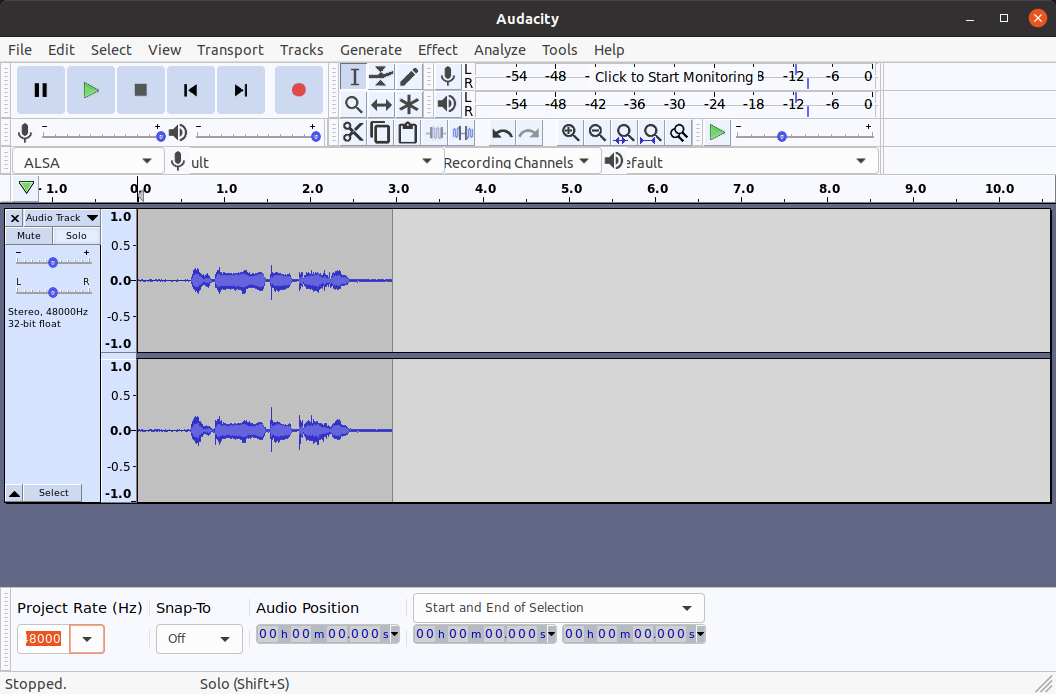 Audacity
File Edit Select View Transport Tracks Generate Effect Analyze Tools Help
L R -54 -48 - Click to Start Monitoring 8 -12 -6 0
L R -54 -48 -42 -36 -30 -24 -18 -12 -6 0
- + - + - +
ALSA ult Recording Channels efault
- 1.0 0.0 1.0 2.0 3.0 4.0 5.0 6.0 7.0 8.0 9.0 10.0
Audio Track
Mute Solo
- +
L R
Stereo, 48000Hz
32-bit float
1.0
0.5
0.0
-0.5
-1.0
1.0
0.5
0.0
-0.5
-1.0
Select
Project Rate (Hz) Snap-To Audio Position Start and End of Selection
8000 Off 00 h 00 m 00.000 s 00 h 00 m 00.000 s 00 h 00 m 00.000 s
Stopped. Solo (Shift+S)